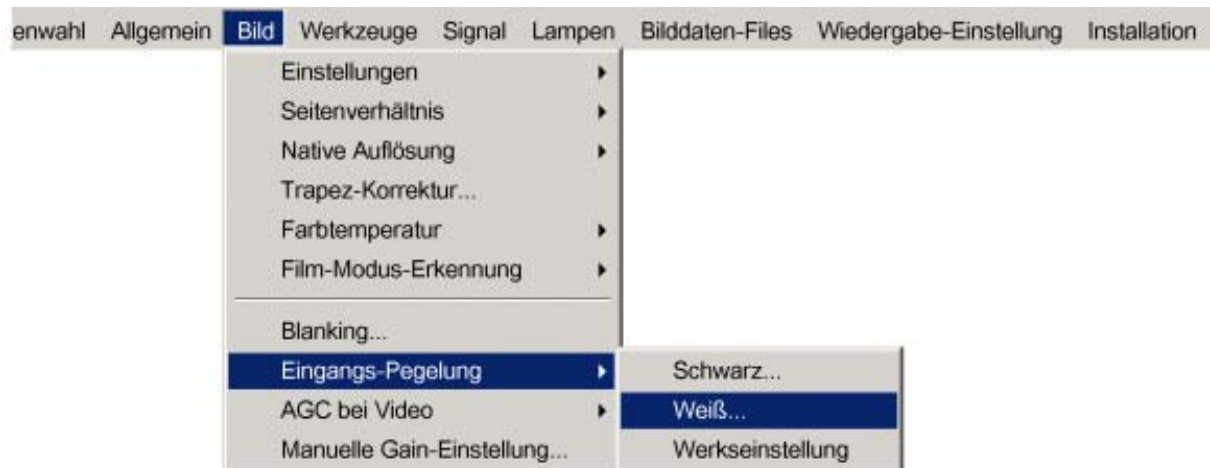 enwahl Allgemein Bild Werkzeuge Signal Lampen Bilddaten-Files Wiedergabe-Einstellung Installation
Einstellungen
Seitenverhältnis
Native Auflösung
Trapez-Korrektur...
Farbtemperatur
Film-Modus-Erkennung
Blanking...
Eingangs-Pegelung
Schwarz...
AGC bei Video
Weiß...
Manuelle Gain-Einstellung...
Werkseinstellung